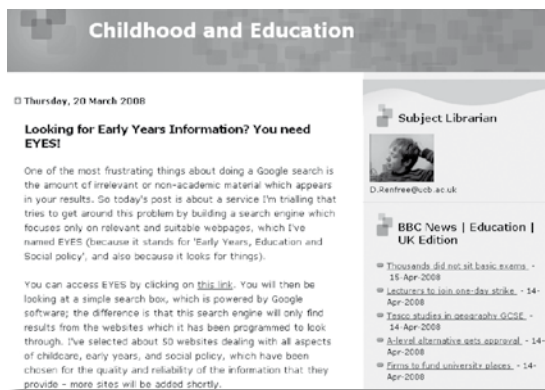 Childhood and Education
Thursday, 20 March 2008
Looking for Early Years Information? You need
EYES!
One of the most frustrating things about doing a Google search is
the amount of irrelevant or non-academic material which appears
in your results. So today's post is about a service I'm trialling that
tries to get around this problem by building a search engine which
focuses only on relevant and suitable webpages, which I've
named EYES (because it stands for 'Early Years, Education and
Social policy', and also because it looks for things).
You can access EYES by clicking on this link. You will then be
looking at a simple search box, which is powered by Google
software; the difference is that this search engine will only find
results from the websites which it has been programmed to look
through. I've selected about 50 websites dealing with all aspects
of childcare, early years, and social policy, which have been
chosen for the quality and reliability of the information that they
provide - more sites will be added shortly.
Subject Librarian
D.Renfree@ucb.ac.uk
BBC News | Education |
UK Edition
Thousands did not sit basic exams -
15-Apr-2008
Lecturers to join one-day strike - 14-
Apr-2008
Tesco studies in geography GCSE -
14-Apr-2008
A-level alternative gets approval - 14-
Apr-2008
Firms to fund university places - 14-
Apr-2008